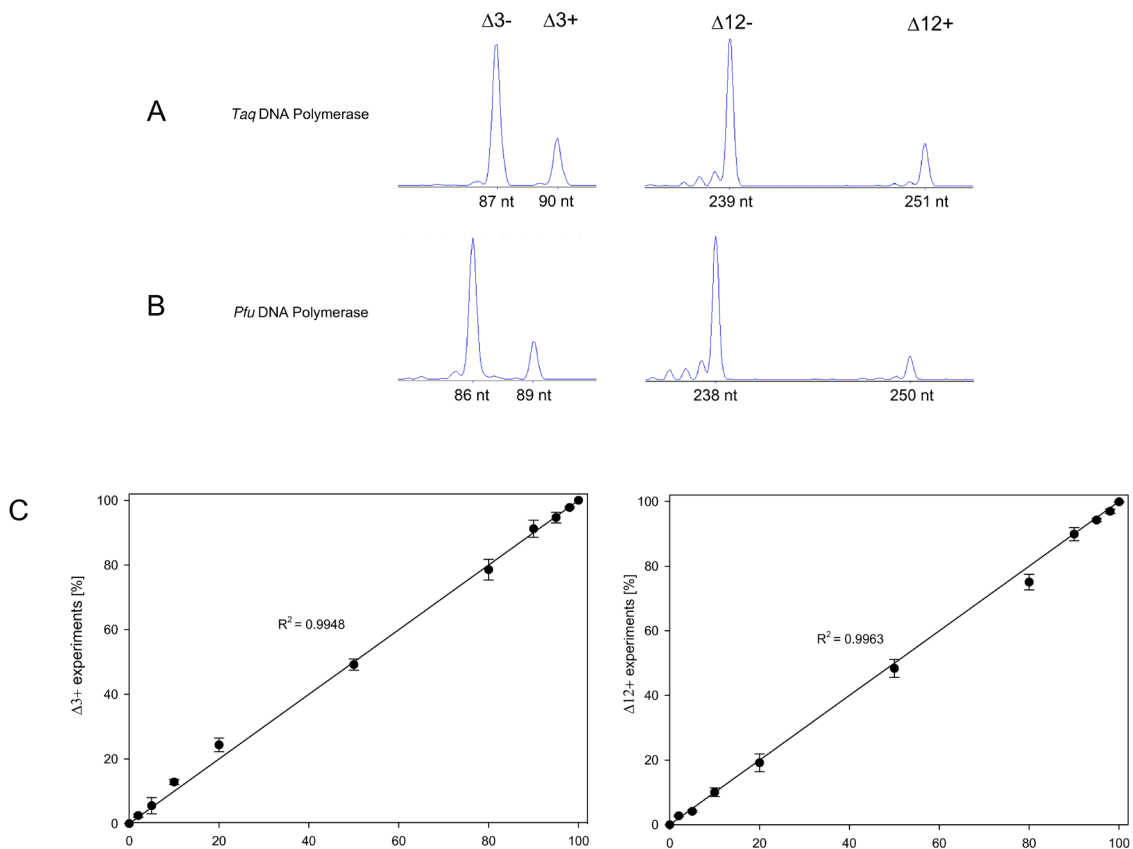 Δ3- Δ3+ Δ12- Δ12+
A Taq DNA Polymerase
87 nt 90 nt 239 nt 251 nt
B Pfu DNA Polymerase
86 nt 89 nt 238 nt 250 nt
C
Δ3+ experiments [%]
100
80
60
40
20
0
R² = 0.9948
0 20 40 60 80 100
Δ12+ experiments [%]
100
80
60
40
20
0
R² = 0.9963
0 20 40 60 80 100